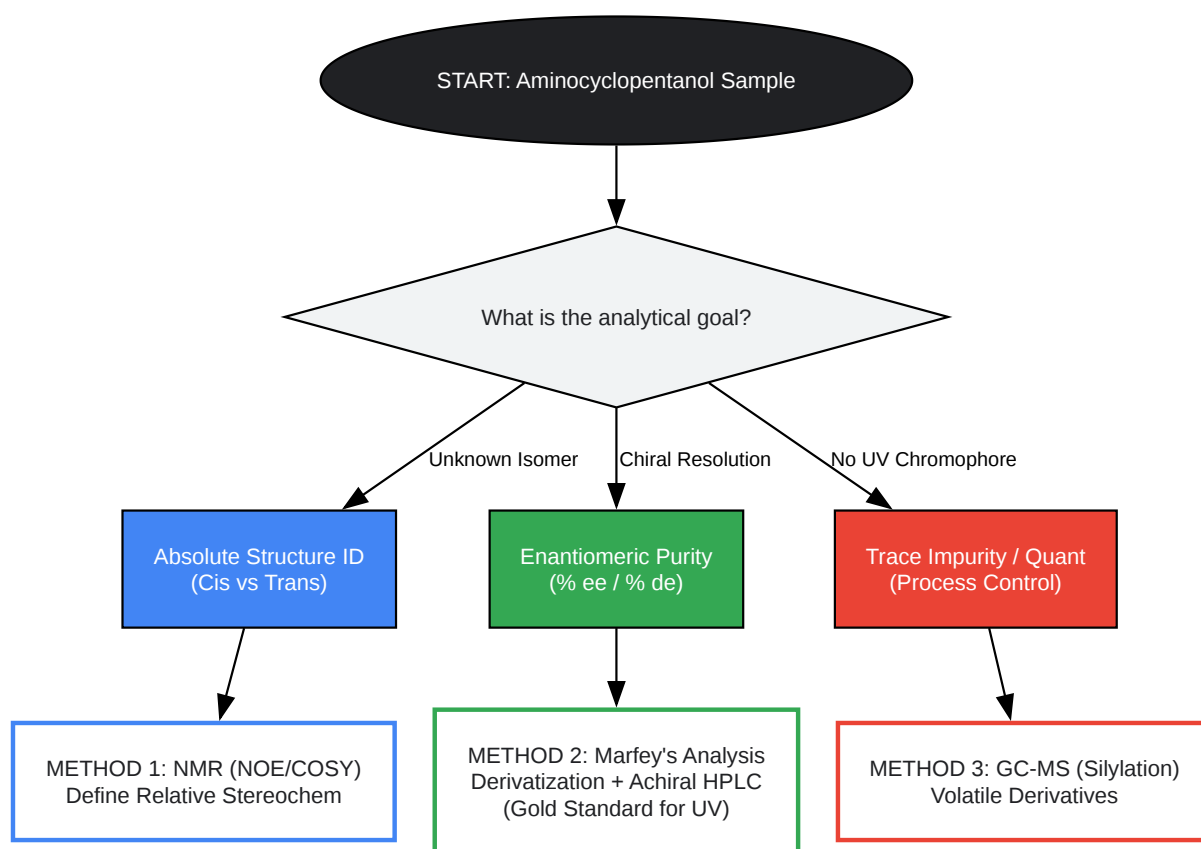 START: Aminocyclopentanol Sample
What is the analytical goal?
Unknown Isomer
Chiral Resolution
No UV Chromophore
Absolute Structure ID
(Cis vs Trans)
Enantiomeric Purity
(% ee / % de)
Trace Impurity / Quant
(Process Control)
METHOD 1: NMR (NOE/COSY)
Define Relative Stereochem
METHOD 2: Marfey's Analysis
Derivatization + Achiral HPLC
(Gold Standard for UV)
METHOD 3: GC-MS (Silylation)
Volatile Derivatives